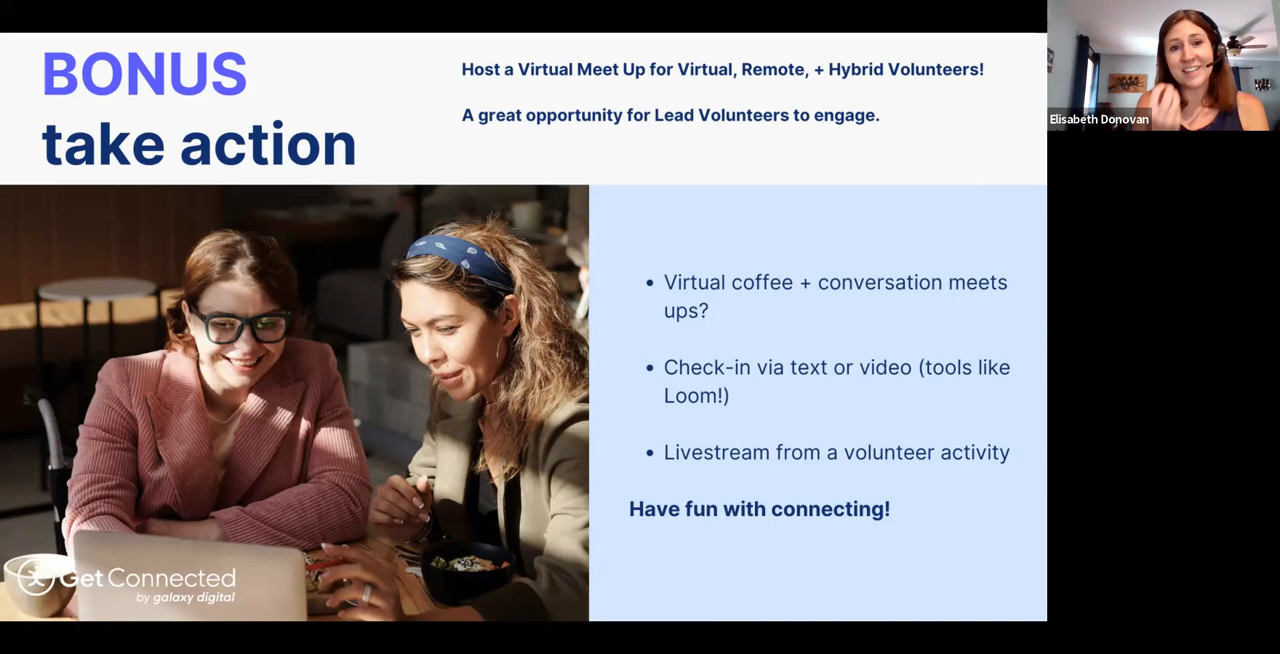 BONUS
take action
Host a Virtual Meet Up for Virtual, Remote, + Hybrid Volunteers!
A great opportunity for Lead Volunteers to engage.
Elisabeth Donovan
• Virtual coffee + conversation meets
ups?
• Check-in via text or video (tools like
Loom!)
• Livestream from a volunteer activity
Have fun with connecting!
Get Connected
by galaxy digital